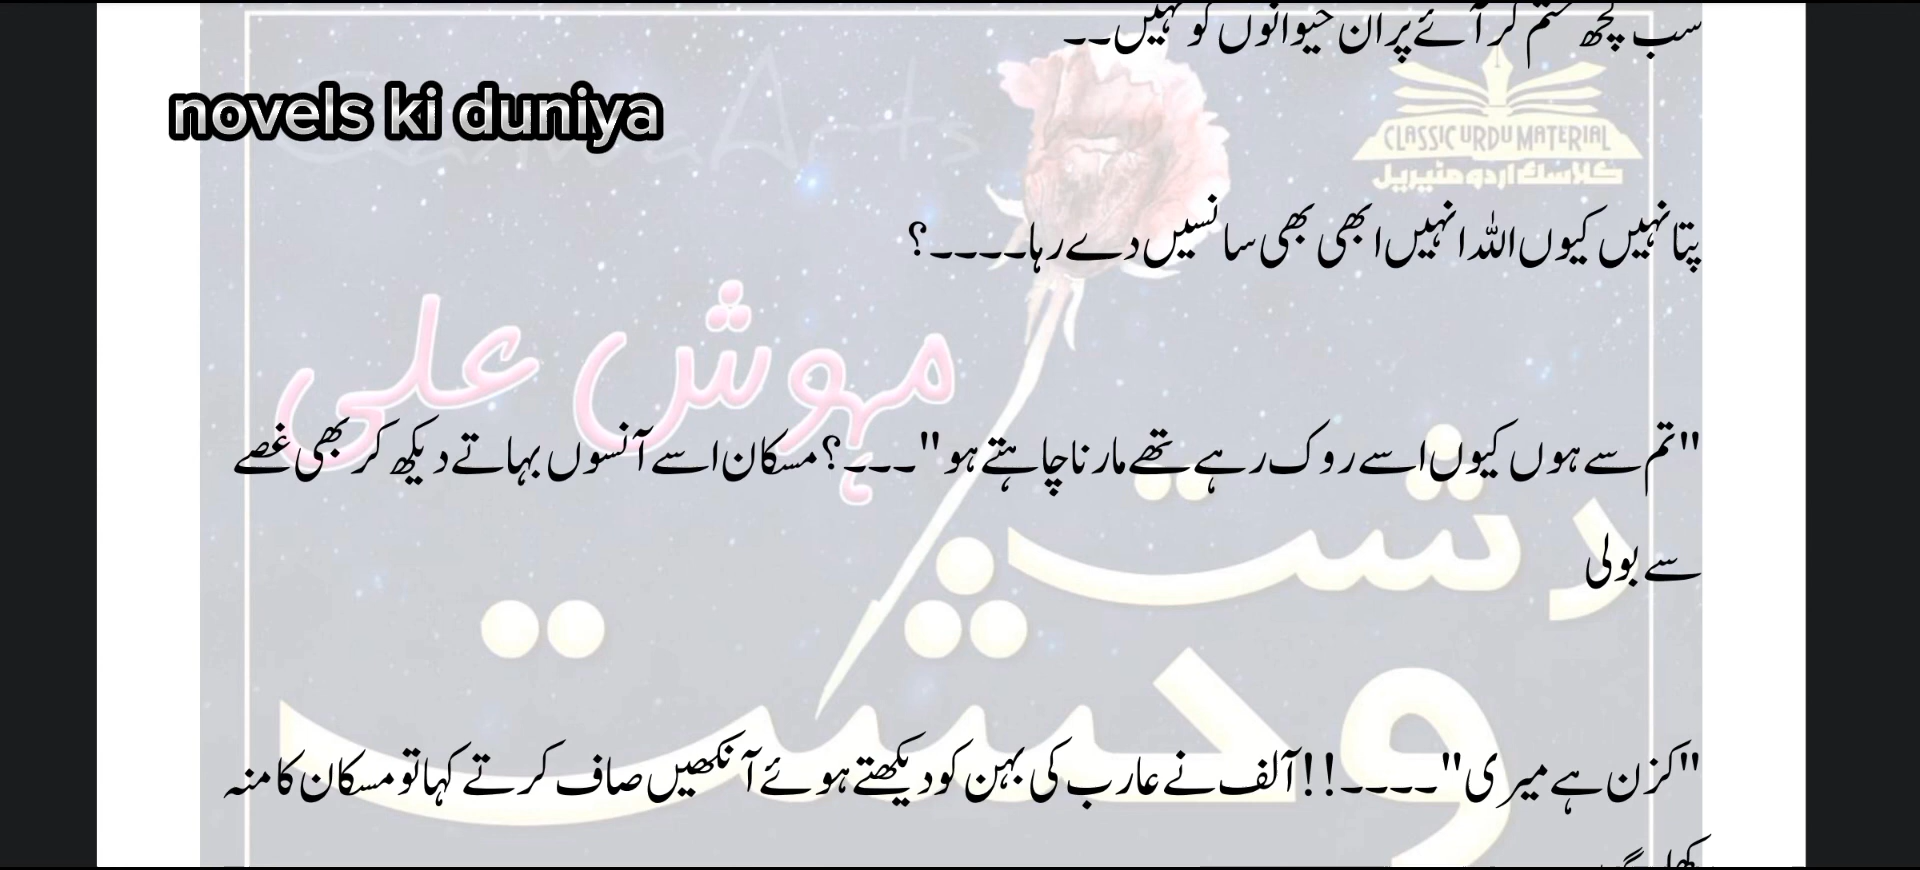 سب کچھ ختم کر آئے پر ان حیوانوں کو نہیں۔۔
novels ki duniya
CLASSIC URDU MATERIAL
کلاسک اردو مٹیریل
پتا نہیں کیوں اللہ انہیں ابھی بھی سانسیں دے رہا۔۔۔۔؟
مہوش علی
"تم سے ہوں کیوں اسے روک رہے تھے مارنا چاہتے ہو"۔۔۔؟ مسکان اسے آنسوں بہاتے دیکھ کر بھی غصے
دشت
سے بولی
وحشت
"کزن ہے میری"۔۔۔۔!! آلف نے عارب کی بہن کو دیکھتے ہوئے آنکھیں صاف کرتے کہا تو مسکان کا منہ